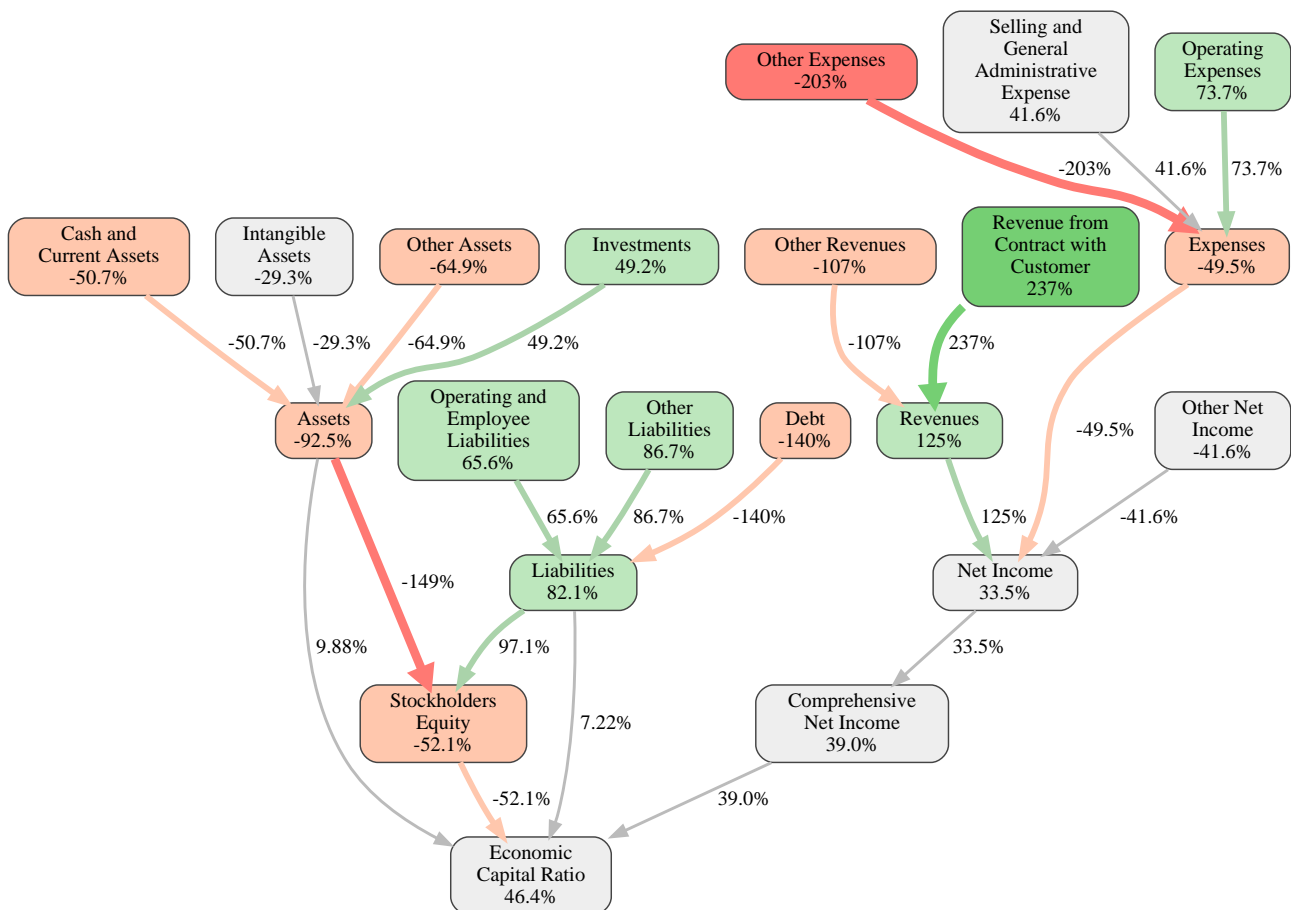 Other Expenses
-203%
Selling and
General
Administrative
Expense
41.6%
Operating
Expenses
73.7%
-203%
41.6%
73.7%
Cash and
Current Assets
-50.7%
Intangible
Assets
-29.3%
Other Assets
-64.9%
Investments
49.2%
Other Revenues
-107%
Revenue from
Contract with
Customer
237%
Expenses
-49.5%
-50.7%
-29.3%
-64.9%
49.2%
-107%
237%
Assets
-92.5%
Operating and
Employee
Liabilities
65.6%
Other
Liabilities
86.7%
Debt
-140%
Revenues
125%
-49.5%
Other Net
Income
-41.6%
65.6%
86.7%
-140%
125%
-41.6%
-149%
Liabilities
82.1%
Net Income
33.5%
9.88%
97.1%
33.5%
Stockholders
Equity
-52.1%
7.22%
Comprehensive
Net Income
39.0%
-52.1%
39.0%
Economic
Capital Ratio
46.4%